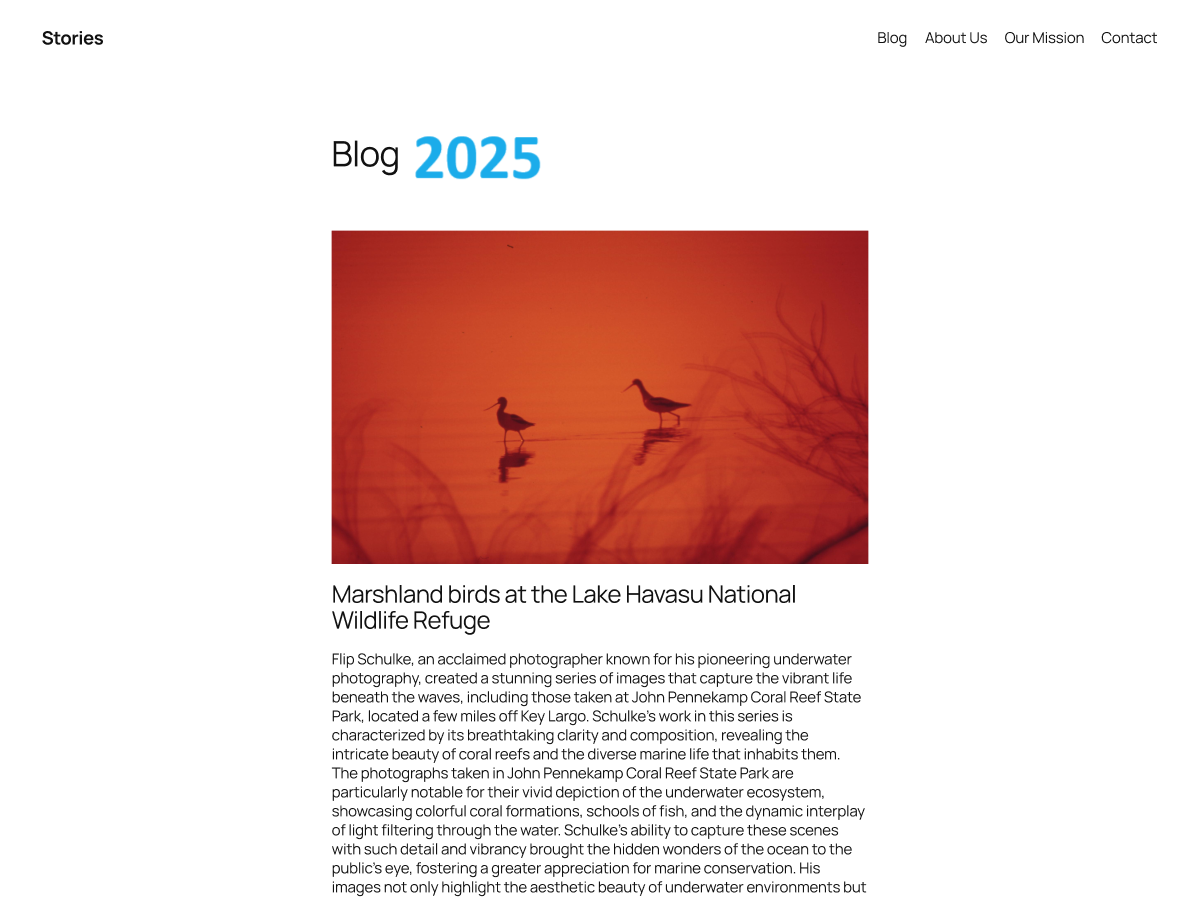 Stories
Blog About Us Our Mission Contact
Blog 2025
Marshland birds at the Lake Havasu National
Wildlife Refuge
Flip Schulke, an acclaimed photographer known for his pioneering underwater
photography, created a stunning series of images that capture the vibrant life
beneath the waves, including those taken at John Pennekamp Coral Reef State
Park, located a few miles off Key Largo. Schulke’s work in this series is
characterized by its breathtaking clarity and composition, revealing the
intricate beauty of coral reefs and the diverse marine life that inhabits them.
The photographs taken in John Pennekamp Coral Reef State Park are
particularly notable for their vivid depiction of the underwater ecosystem,
showcasing colorful coral formations, schools of fish, and the dynamic interplay
of light filtering through the water. Schulke’s ability to capture these scenes
with such detail and vibrancy brought the hidden wonders of the ocean to the
public’s eye, fostering a greater appreciation for marine conservation. His
images not only highlight the aesthetic beauty of underwater environments but